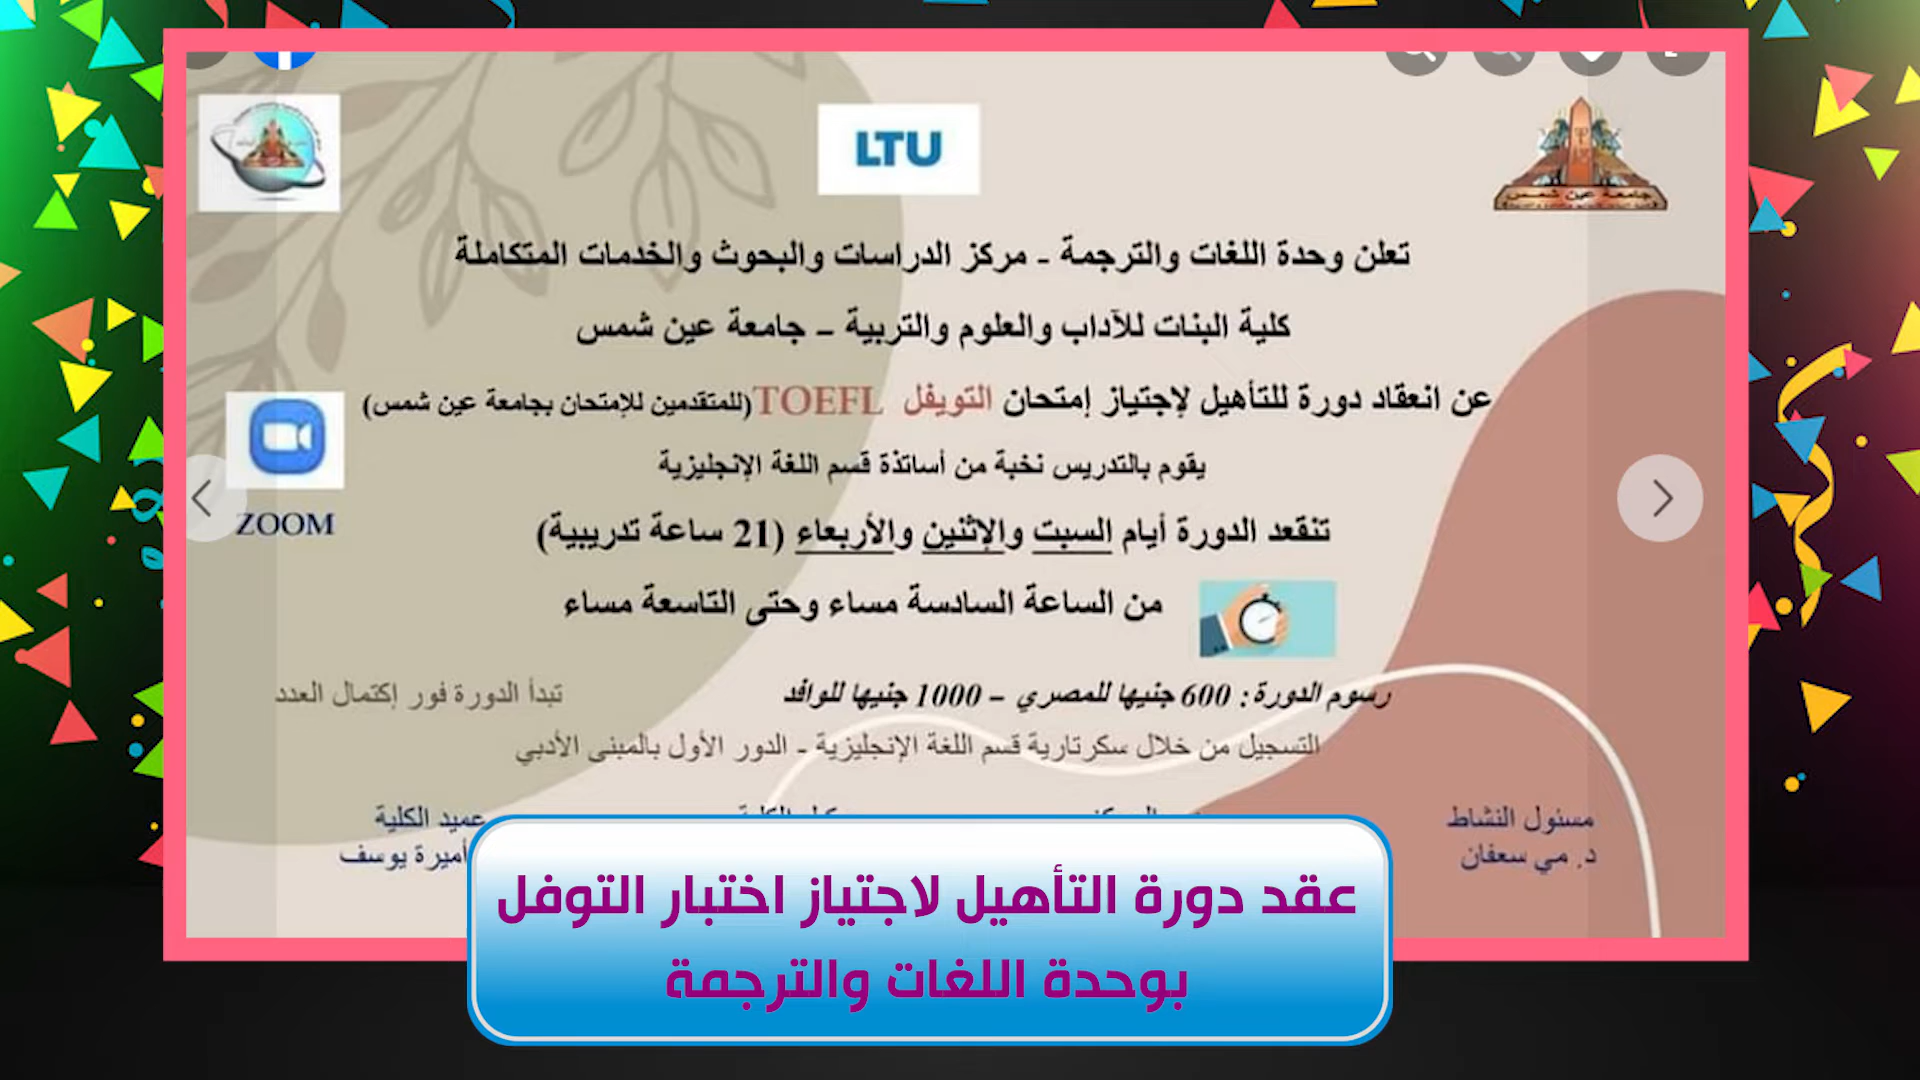 LTU
جامعة عين شمس
تعلن وحدة اللغات والترجمة - مركز الدراسات والبحوث والخدمات المتكاملة
كلية البنات للآداب والعلوم والتربية – جامعة عين شمس
عن انعقاد دورة للتأهيل لإجتياز إمتحان التويفل TOEFL (للمتقدمين للإمتحان بجامعة عين شمس)
يقوم بالتدريس نخبة من أساتذة قسم اللغة الإنجليزية
ZOOM
تنقعد الدورة أيام السبت والإثنين والأربعاء (21 ساعة تدريبية)
من الساعة السادسة مساء وحتى التاسعة مساء
رسوم الدورة: 600 جنيها للمصري – 1000 جنيها للوافد
تبدأ الدورة فور إكتمال العدد
التسجيل من خلال سكرتارية قسم اللغة الإنجليزية - الدور الأول بالمبنى الأدبي
مسئول النشاط
د. مي سعفان
عميد الكلية
أميرة يوسف
عقد دورة التأهيل لاجتياز اختبار التوفل
بوحدة اللغات والترجمة